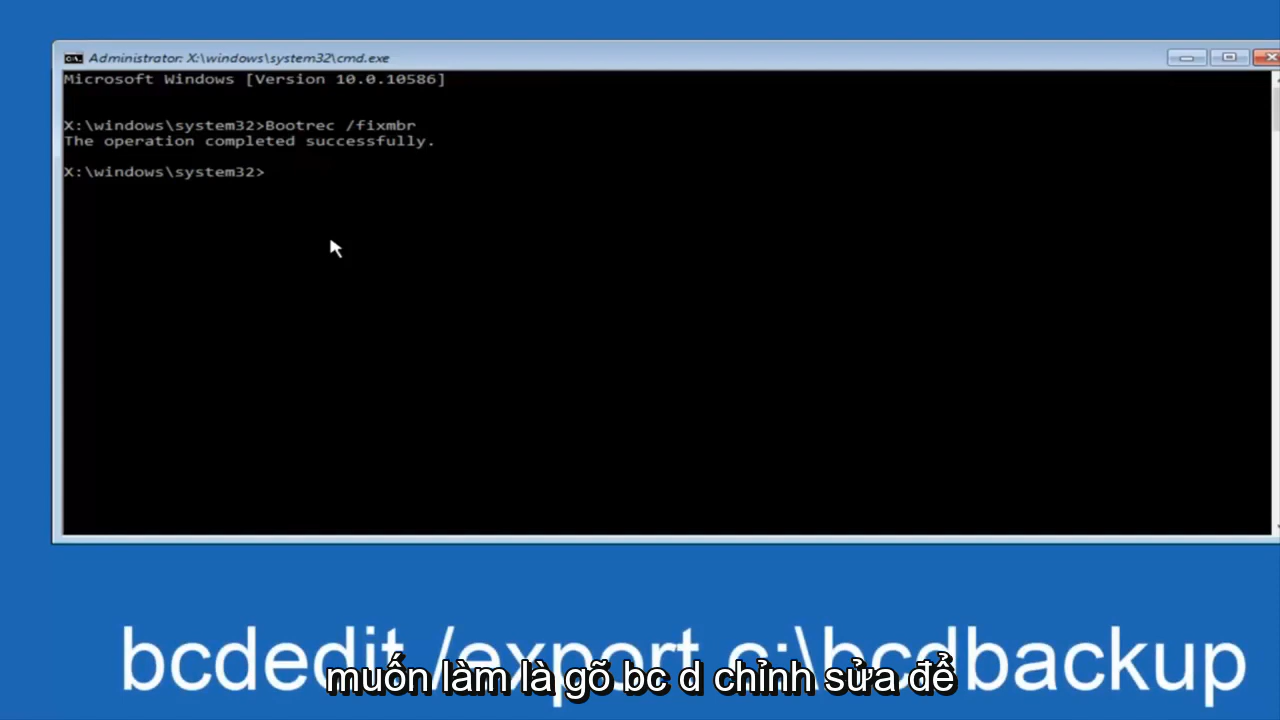 Administrator: X:\windows\system32\cmd.exe
Microsoft Windows [Version 10.0.10586]
X:\windows\system32>Bootrec /fixmbr
The operation completed successfully.
X:\windows\system32>
bcdedit /export c:\bcdbackup
muốn làm là gõ bc d chỉnh sửa để